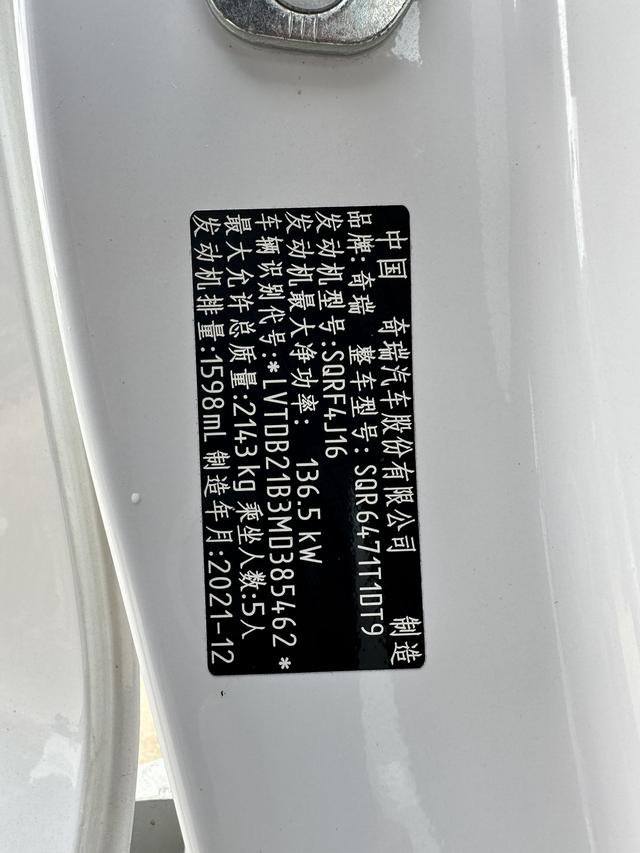 中国 奇瑞汽车股份有限公司 制造
品牌:奇瑞 整车型号:SQR6471T1DT9
发动机型号:SQRF4J16
发动机最大净功率: 136.5 kW
车辆识别代号:*LVTDB21B3MD385462*
最大允许总质量:2143kg 乘坐人数:5人
发动机排量:1598mL 制造年月:2021-12